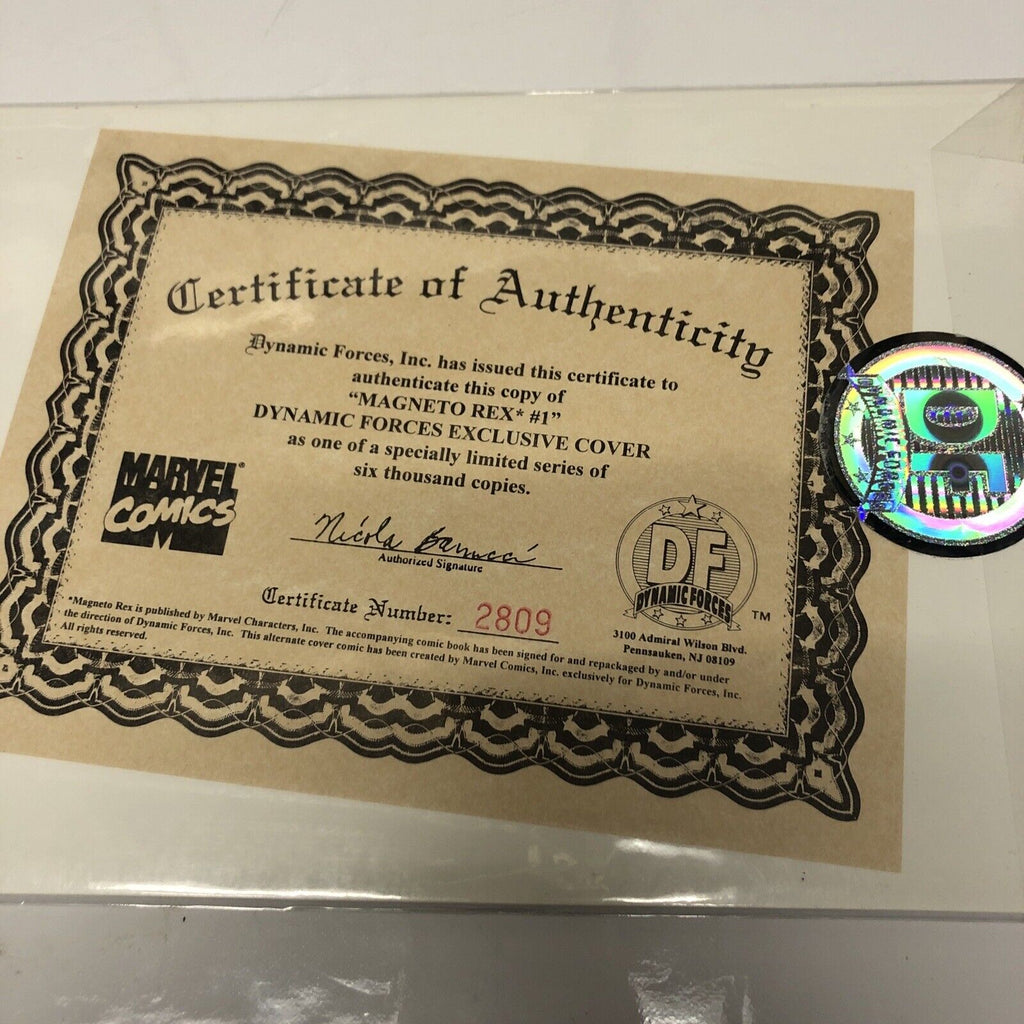 Certificate of Authenticity
Dynamic Forces, Inc. has issued this certificate to
authenticate this copy of
"MAGNETO REX* #1"
DYNAMIC FORCES EXCLUSIVE COVER
as one of a specially limited series of
six thousand copies.
MARVEL®
COMICS
Nicola Barrucci
Authorized Signature
DF
DYNAMIC FORCES
TM
Certificate Number: 2809
3100 Admiral Wilson Blvd.
Pennsauken, NJ 08109
*Magneto Rex is published by Marvel Characters, Inc. The accompanying comic book has been signed for and repackaged by and/or under
the direction of Dynamic Forces, Inc. This alternate cover comic has been created by Marvel Comics, Inc. exclusively for Dynamic Forces, Inc.
All rights reserved.
DF
DYNAMIC FORCES